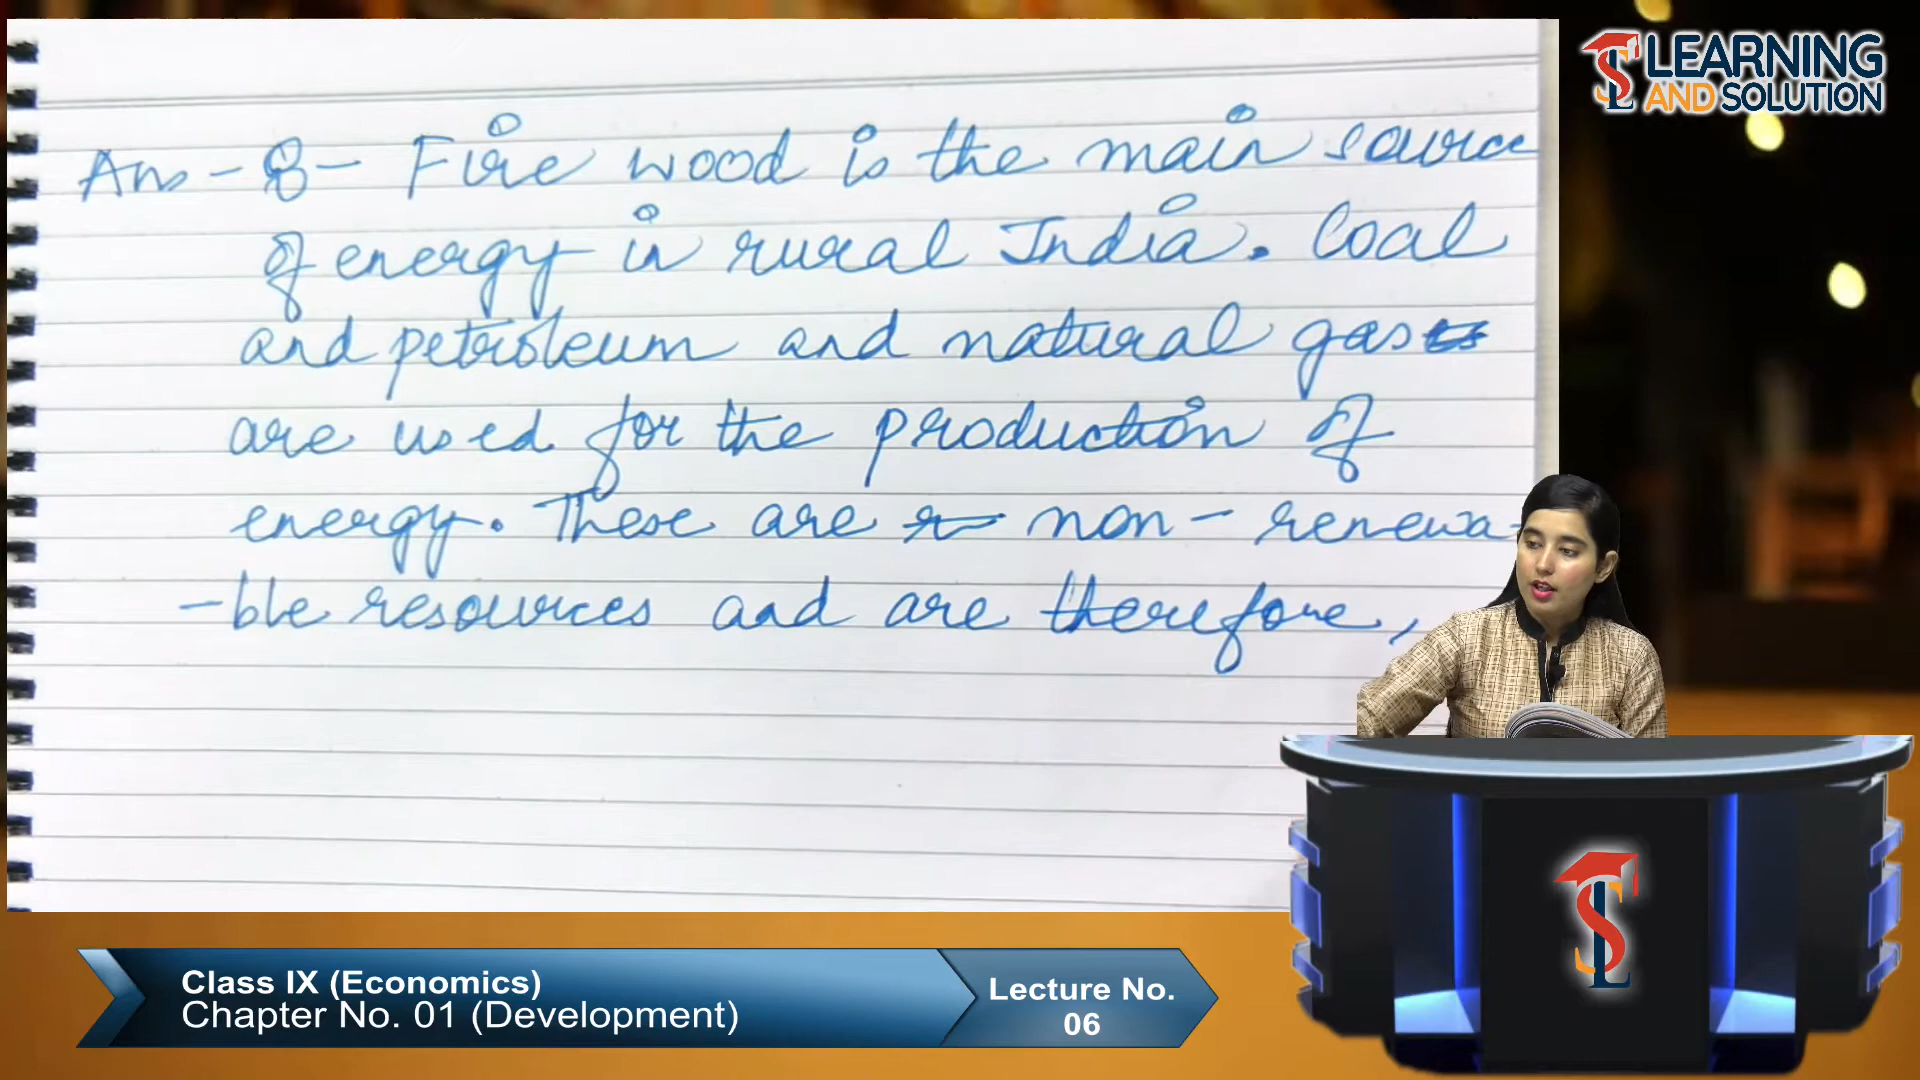 LEARNING
AND SOLUTION
Ans - 8 - Fire wood is the main source
of energy in rural India. Coal
and petroleum and natural gas
are used for the production of
energy. These are non - renewa-
-ble resources and are therefore,
Class IX (Economics)
Chapter No. 01 (Development)
Lecture No.
06